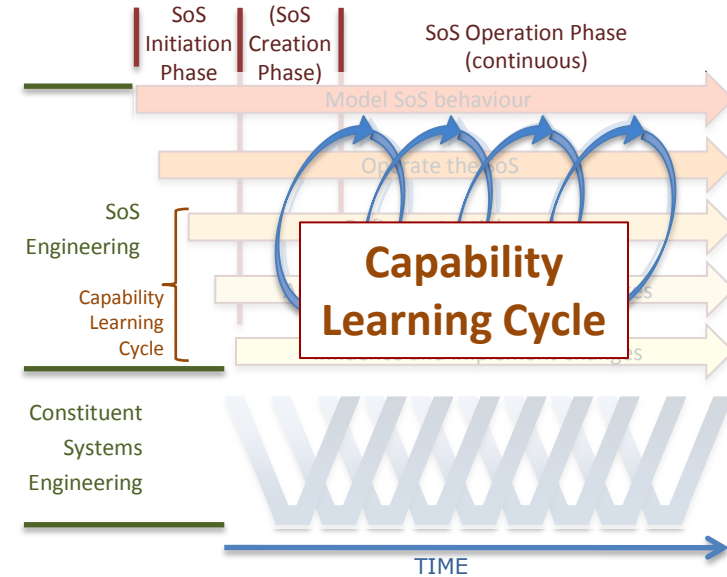 SoS
Initiation
Phase
(SoS
Creation
Phase)
SoS Operation Phase
(continuous)
Model SoS behaviour
Operate the SoS
SoS
Engineering
Capability
Learning
Cycle
Capability
Learning Cycle
Constituent
Systems
Engineering
TIME